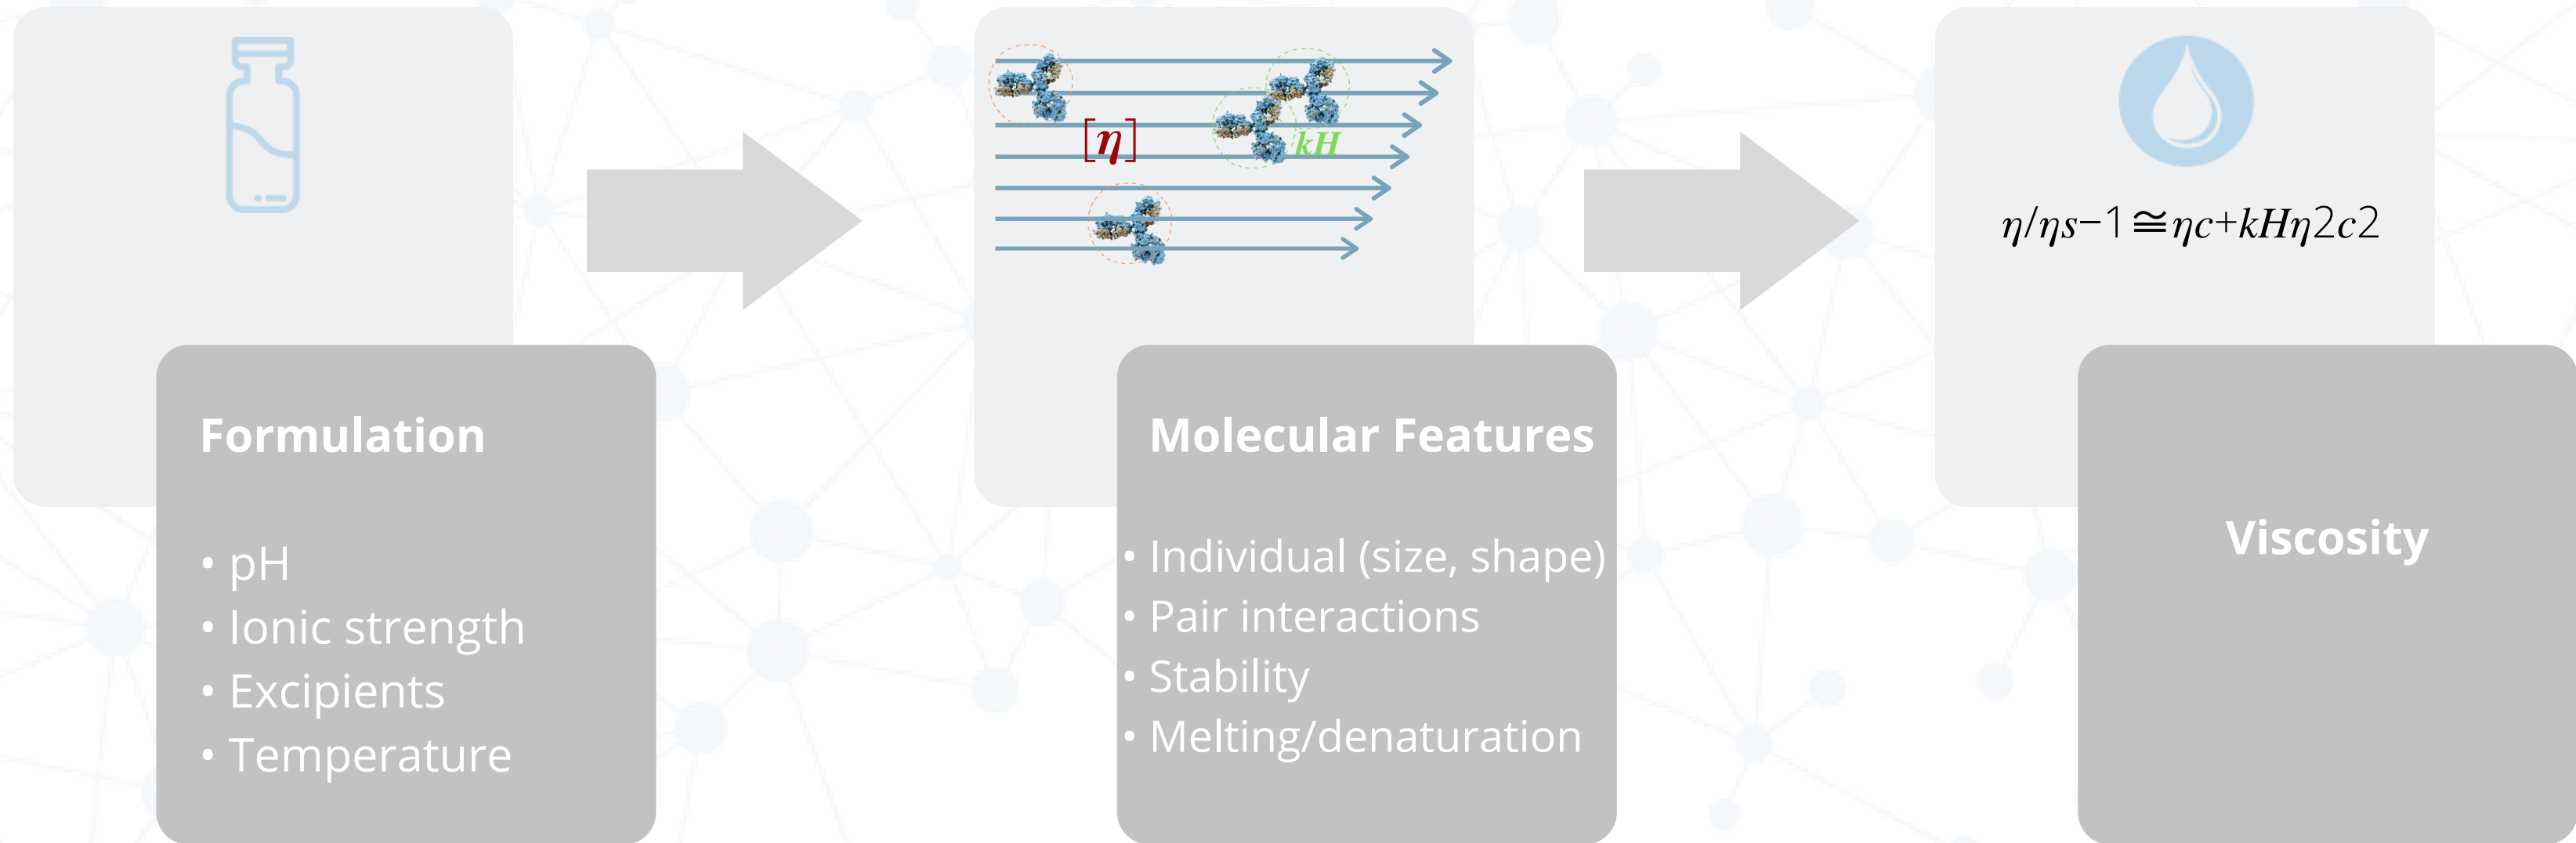 Formulation
• pH
• Ionic strength
• Excipients
• Temperature
[η]
kH
Molecular Features
• Individual (size, shape)
• Pair interactions
• Stability
• Melting/denaturation
η/ηs−1≅ηc+kHη2c2
Viscosity